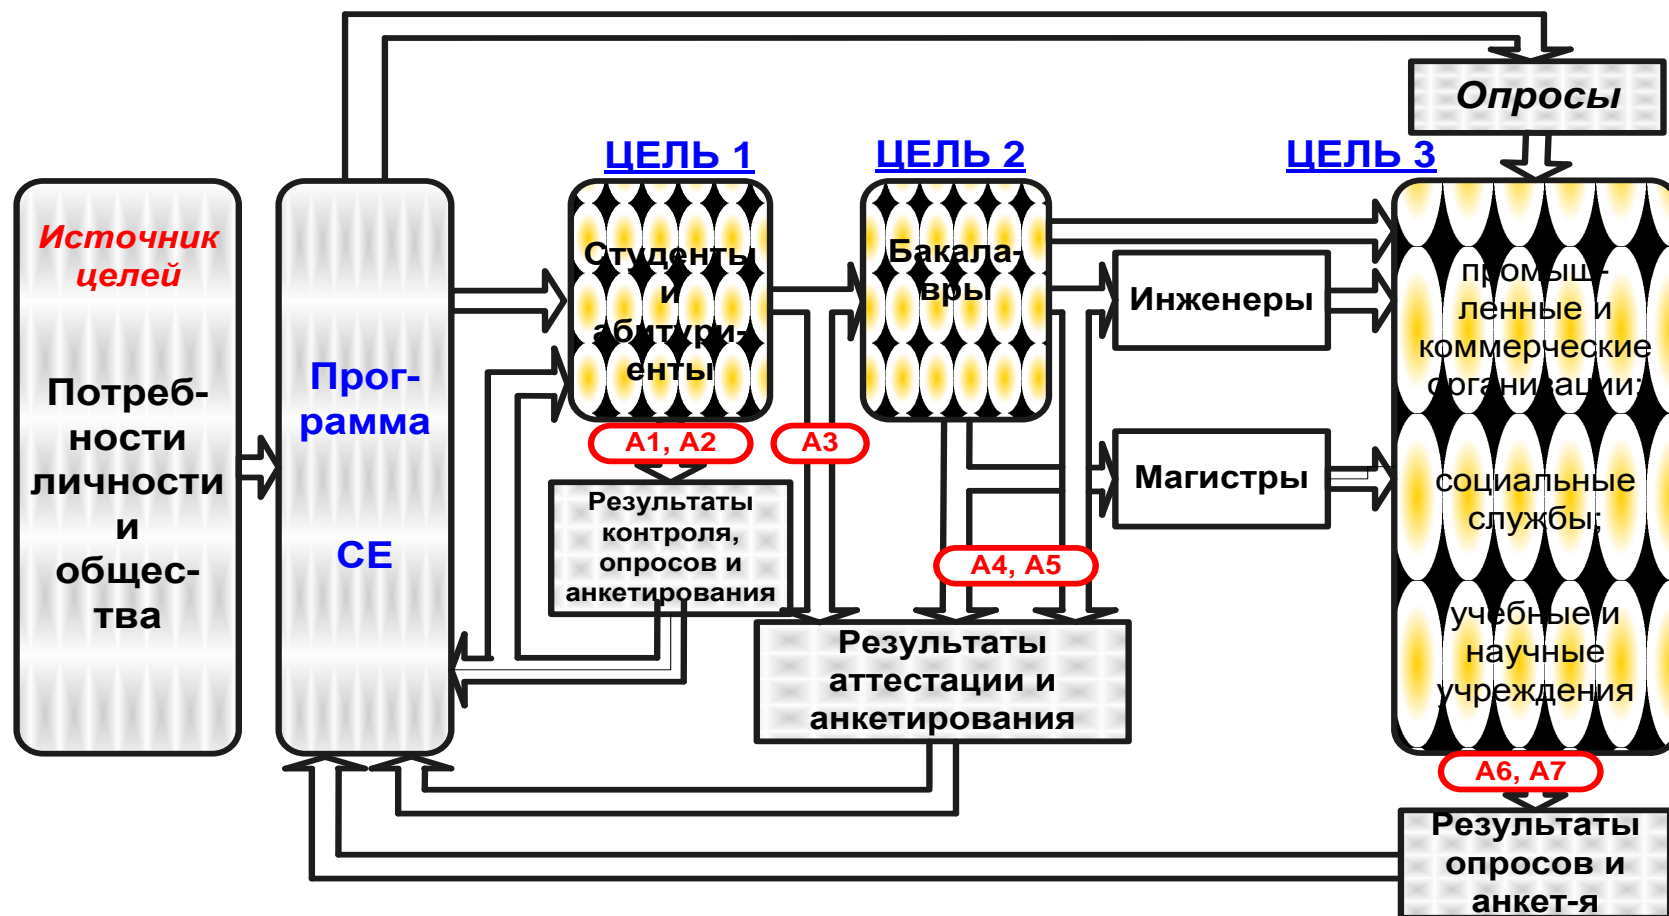 Опросы
ЦЕЛЬ 1
ЦЕЛЬ 2
ЦЕЛЬ 3
Источник
целей
Потреб-
ности
личности
и
общес-
тва
Прог-
рамма
СЕ
Студенты
и
абитури-
енты
Бакала-
вры
Инженеры
Магистры
промыш-
ленные и
коммерческие
организации;
социальные
службы;
учебные и
научные
учреждения
А1, А2
А3
А4, А5
А6, А7
Результаты
контроля,
опросов и
анкетирования
Результаты
аттестации и
анкетирования
Результаты
опросов и
анкет-я